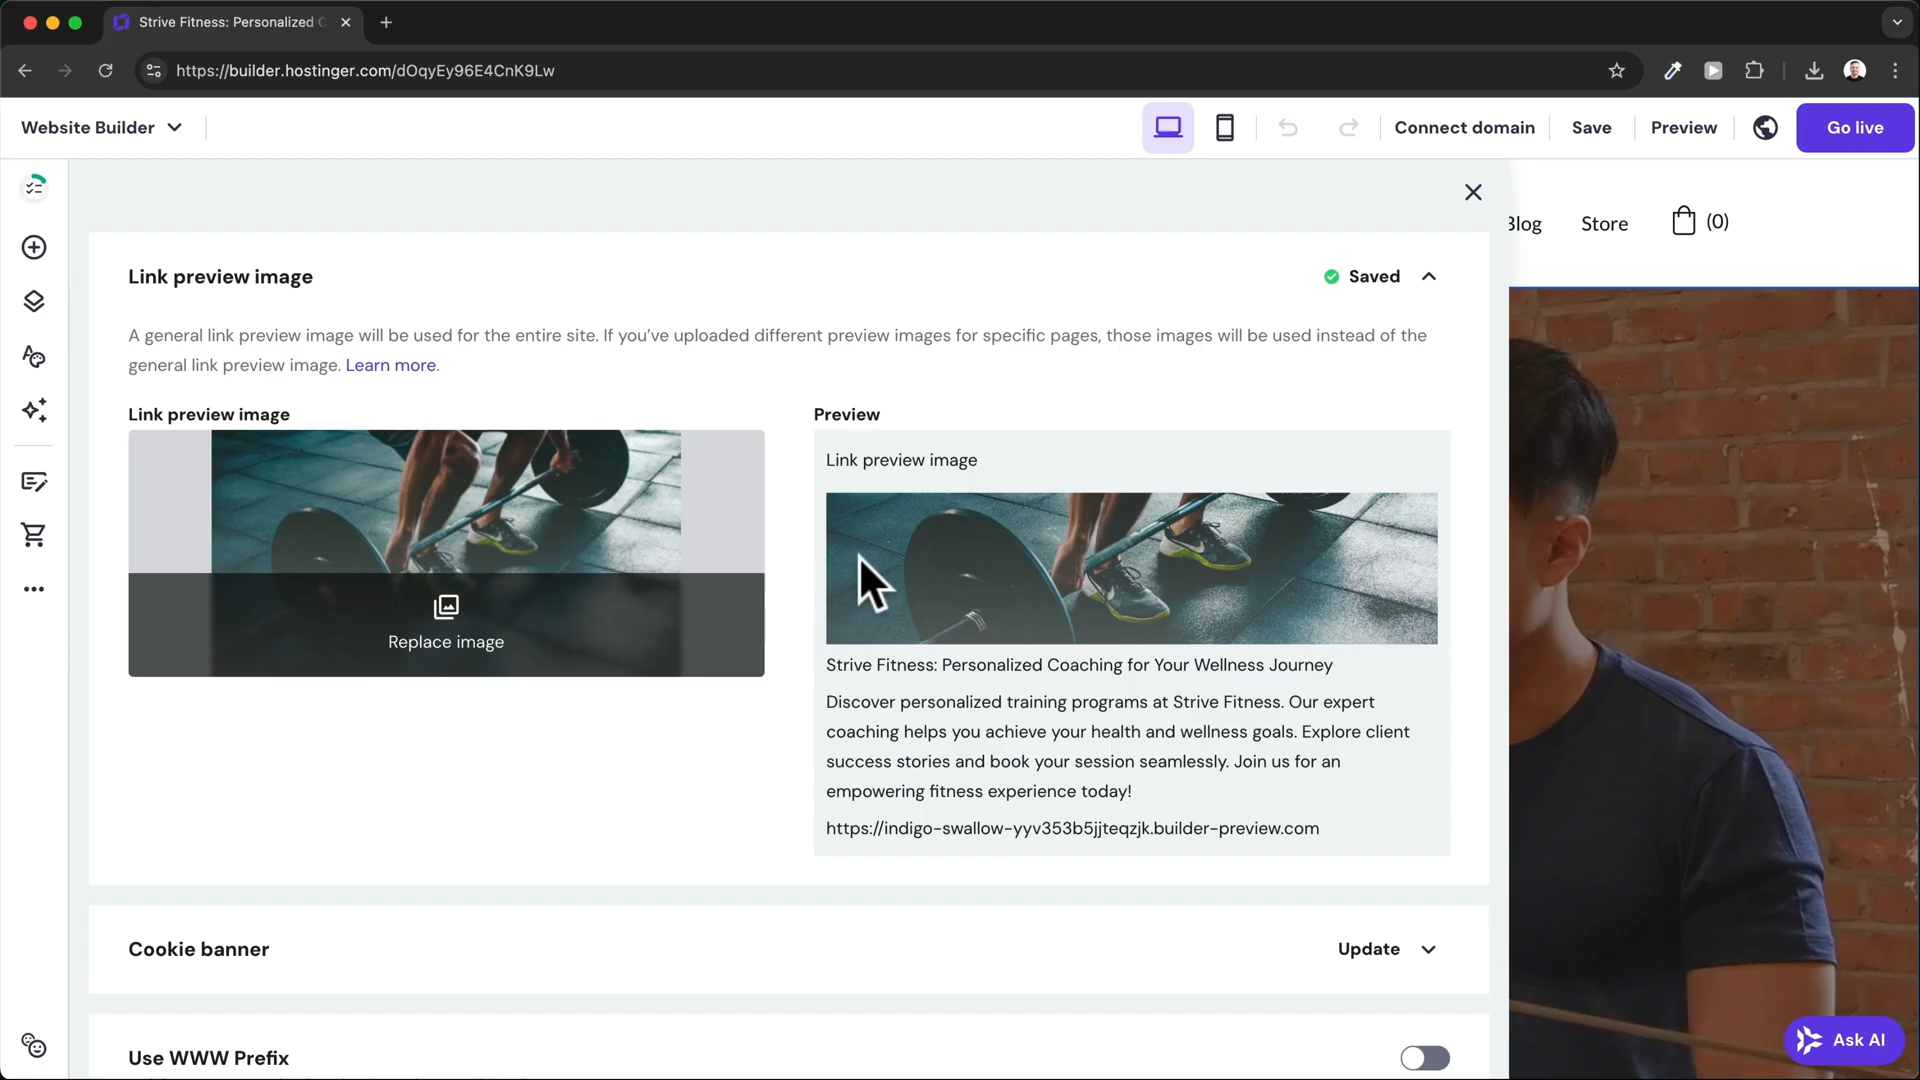 Strive Fitness: Personalized C
https://builder.hostinger.com/dOqyEy96E4CnK9Lw
Website Builder
Connect domain
Save
Preview
Go live
Blog
Store
(0)
Link preview image
Saved
A general link preview image will be used for the entire site. If you’ve uploaded different preview images for specific pages, those images will be used instead of the
general link preview image. Learn more.
Link preview image
Replace image
Preview
Link preview image
Strive Fitness: Personalized Coaching for Your Wellness Journey
Discover personalized training programs at Strive Fitness. Our expert
coaching helps you achieve your health and wellness goals. Explore client
success stories and book your session seamlessly. Join us for an
empowering fitness experience today!
https://indigo-swallow-yyv353b5jjteqzjk.builder-preview.com
Cookie banner
Update
Use WWW Prefix
Ask AI